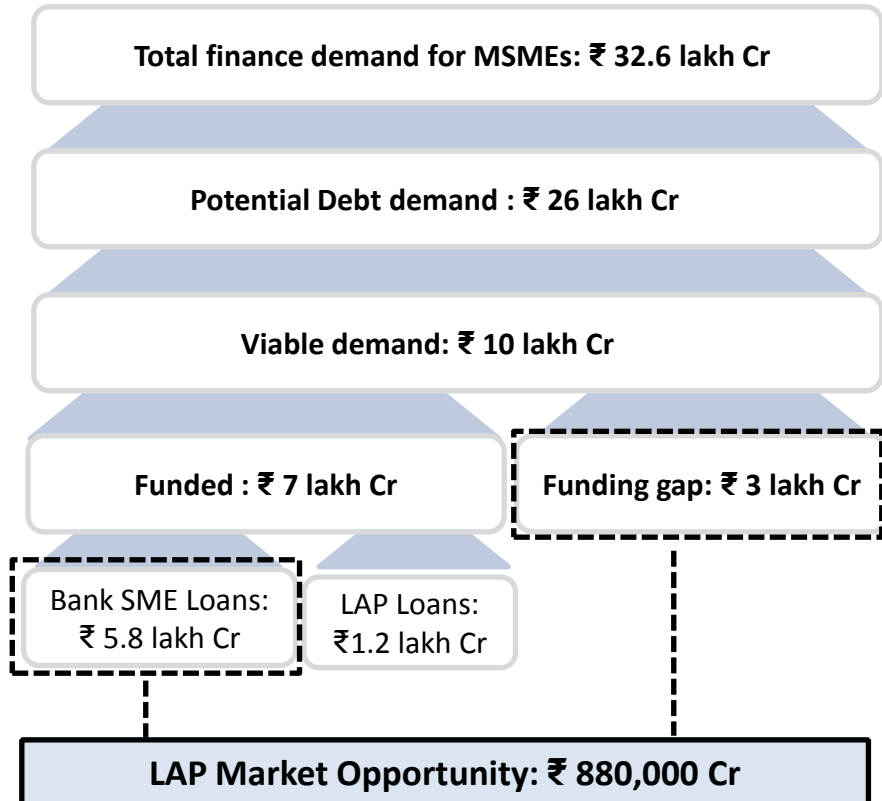 Total finance demand for MSMEs: ₹ 32.6 lakh Cr
Potential Debt demand : ₹ 26 lakh Cr
Viable demand: ₹ 10 lakh Cr
Funded : ₹ 7 lakh Cr
Funding gap: ₹ 3 lakh Cr
Bank SME Loans:
₹ 5.8 lakh Cr
LAP Loans:
₹1.2 lakh Cr
LAP Market Opportunity: ₹ 880,000 Cr